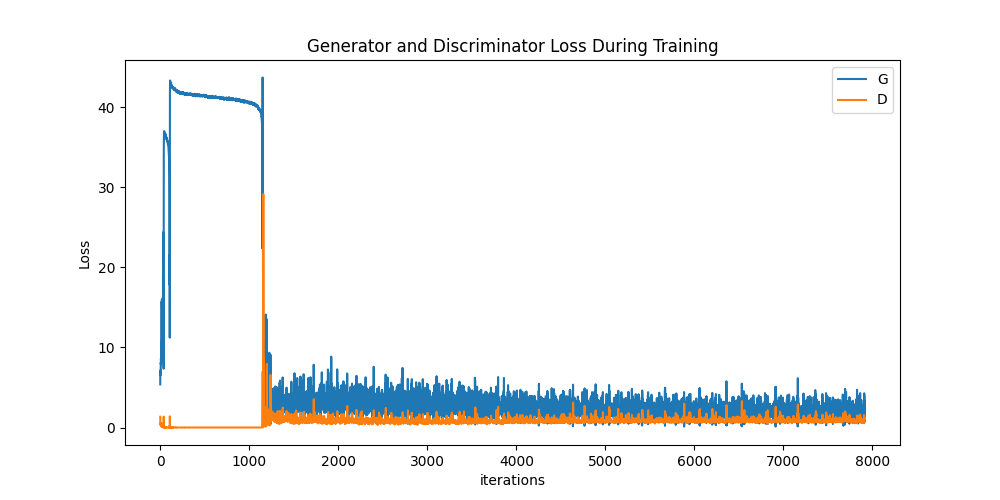 Generator and Discriminator Loss During Training
G
D
Loss
40
30
20
10
0
0 1000 2000 3000 4000 5000 6000 7000 8000
iterations